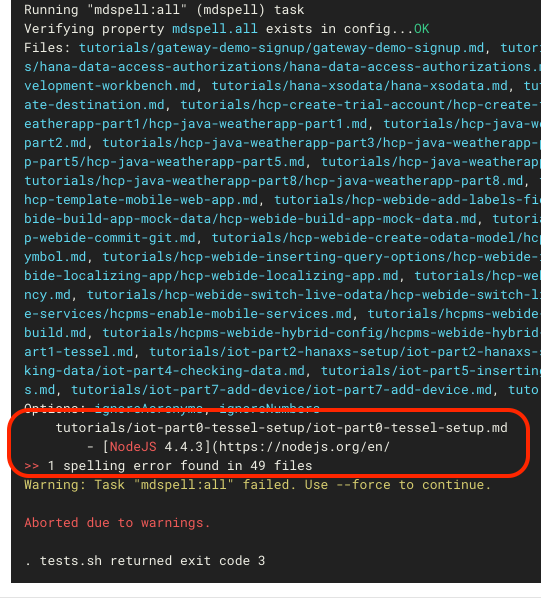 Running "mdspell:all" (mdspell) task
Verifying property mdspell.all exists in config...OK
Files: tutorials/gateway-demo-signup/gateway-demo-signup.md, tutori
s/hana-data-access-authorizations/hana-data-access-authorizations.
velopment-workbench.md, tutorials/hana-xsodata/hana-xsodata.md, tut
ate-destination.md, tutorials/hcp-create-trial-account/hcp-create-t
eatherapp-part1/hcp-java-weatherapp-part1.md, tutorials/hcp-java-we
part2.md, tutorials/hcp-java-weatherapp-part3/hcp-java-weatherapp-p
p-part5/hcp-java-weatherapp-part5.md, tutorials/hcp-java-weatherapp
tutorials/hcp-java-weatherapp-part8/hcp-java-weatherapp-part8.md,
hcp-template-mobile-web-app.md, tutorials/hcp-webide-add-labels-fie
bide-build-app-mock-data/hcp-webide-build-app-mock-data.md, tutoria
p-webide-commit-git.md, tutorials/hcp-webide-create-odata-model/hcp
ymbol.md, tutorials/hcp-webide-inserting-query-options/hcp-webide-i
bide-localizing-app/hcp-webide-localizing-app.md, tutorials/hcp-we
ncy.md, tutorials/hcp-webide-switch-live-odata/hcp-webide-switch-li
e-services/hcpms-enable-mobile-services.md, tutorials/hcpms-webide-
build.md, tutorials/hcpms-webide-hybrid-config/hcpms-webide-hybrid-
art1-tessel.md, tutorials/iot-part2-hanaxs-setup/iot-part2-hanaxs-s
king-data/iot-part4-checking-data.md, tutorials/iot-part5-inserting
s.md, tutorials/iot-part7-add-device/iot-part7-add-device.md, tuto
Options: ignoreAcronyms, ignoreNumbers
tutorials/iot-part0-tessel-setup/iot-part0-tessel-setup.md
- [NodeJS 4.4.3](https://nodejs.org/en/
>> 1 spelling error found in 49 files
Warning: Task "mdspell:all" failed. Use --force to continue.
Aborted due to warnings.
. tests.sh returned exit code 3